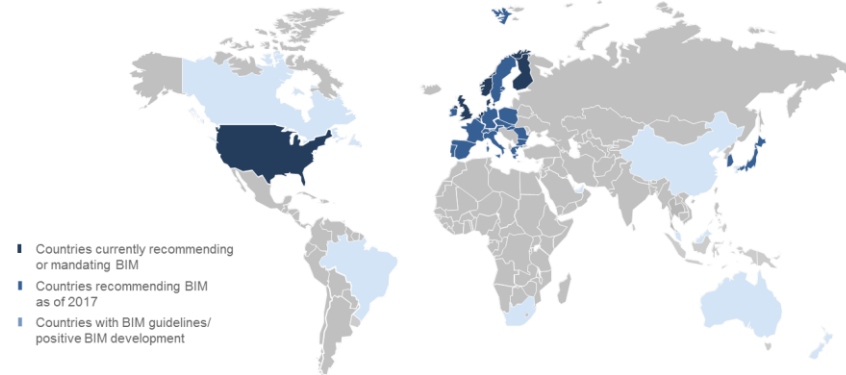 Countries currently recommending
or mandating BIM
Countries recommending BIM
as of 2017
Countries with BIM guidelines/
positive BIM development